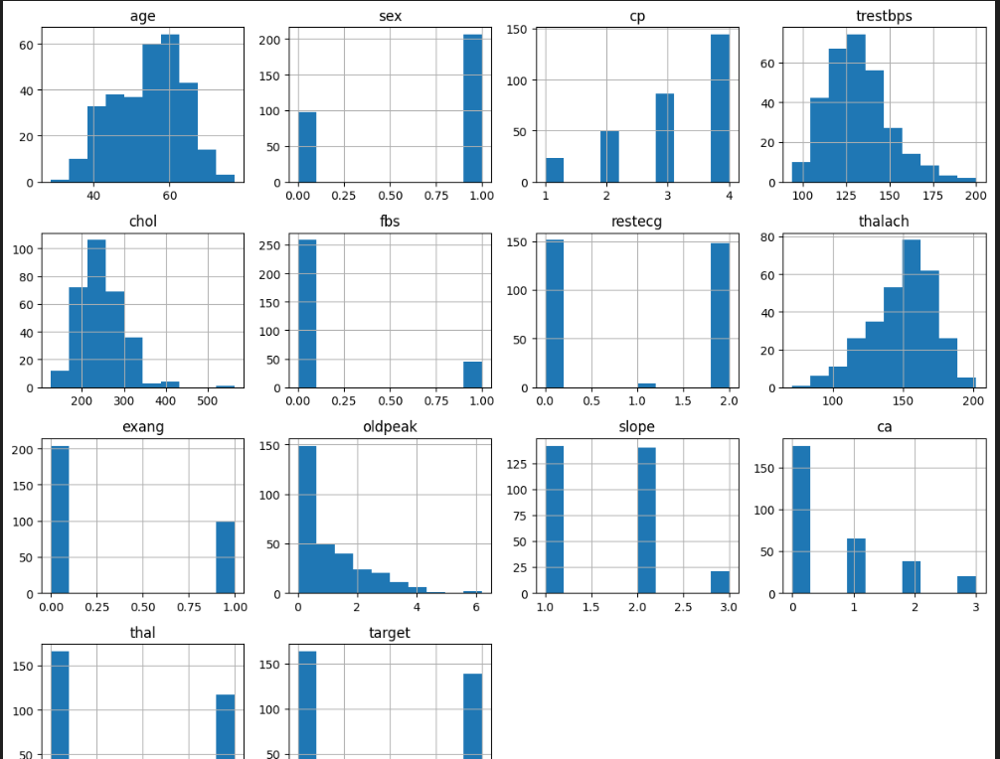 age sex cp trestbps
60 40 20 0
40 60
200 150 100 50 0
0.00 0.25 0.50 0.75 1.00
150 100 50 0
1 2 3 4
60 40 20 0
100 125 150 175 200
chol fbs restecg thalach
100 80 60 40 20 0
200 300 400 500
250 200 150 100 50 0
0.00 0.25 0.50 0.75 1.00
150 100 50 0
0.0 0.5 1.0 1.5 2.0
80 60 40 20 0
100 150 200
exang oldpeak slope ca
200 150 100 50 0
0.00 0.25 0.50 0.75 1.00
150 100 50 0
0 2 4 6
125 100 75 50 25 0
1.0 1.5 2.0 2.5 3.0
150 100 50 0
0 1 2 3
thal target
150 100 50
150 100 50